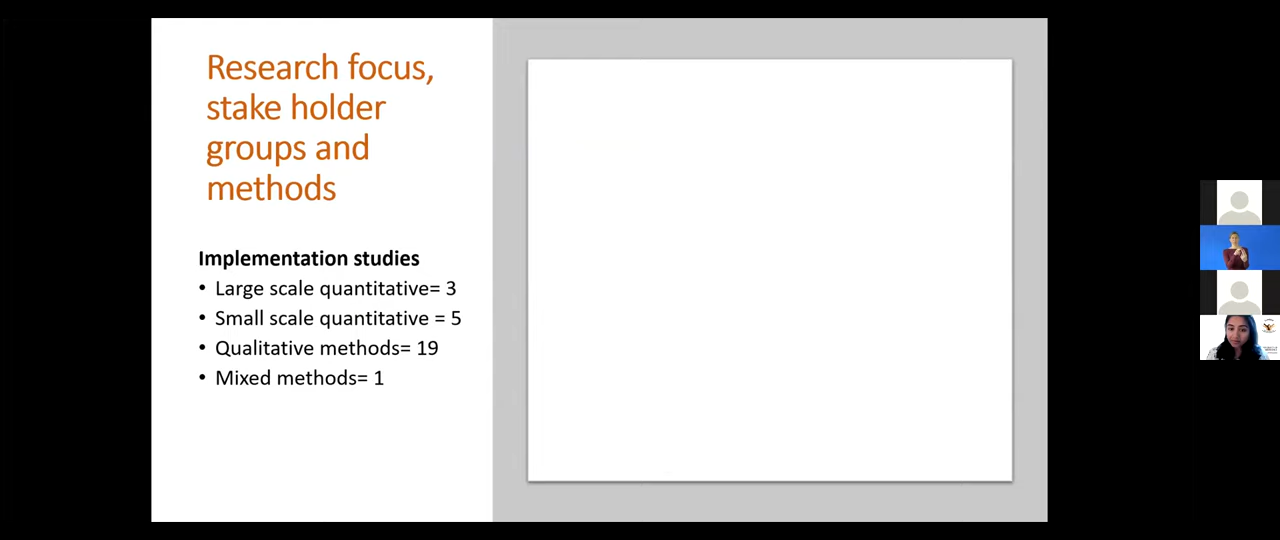 Research focus,
stake holder
groups and
methods
Implementation studies
• Large scale quantitative= 3
• Small scale quantitative = 5
• Qualitative methods= 19
• Mixed methods= 1